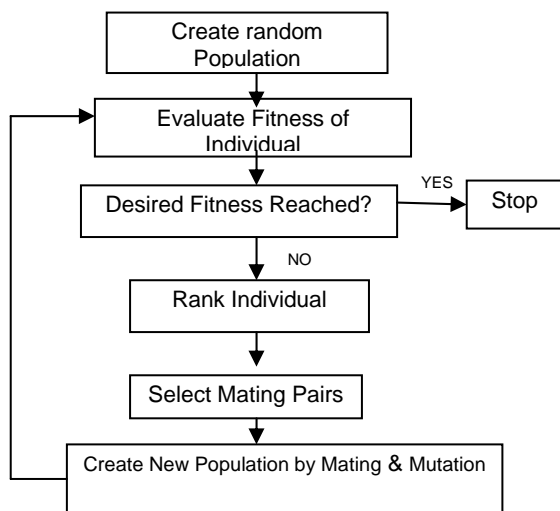 Create random
Population
Evaluate Fitness of
Individual
Desired Fitness Reached?
YES
Stop
NO
Rank Individual
Select Mating Pairs
Create New Population by Mating & Mutation